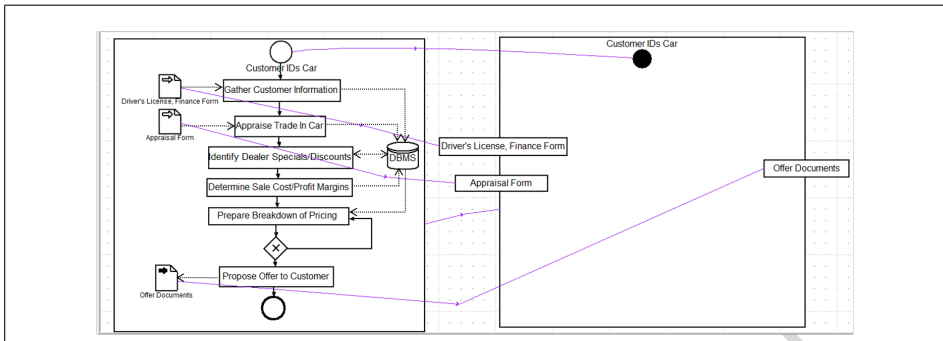 Customer IDs Car
Customer IDs Car
Gather Customer Information
Driver's License, Finance Form
Appraise Trade In Car
Appraisal Form
Identify Dealer Specials/Discounts
DBMS
Driver's License, Finance Form
Offer Documents
Determine Sale Cost/Profit Margins
Appraisal Form
Prepare Breakdown of Pricing
Propose Offer to Customer
Offer Documents